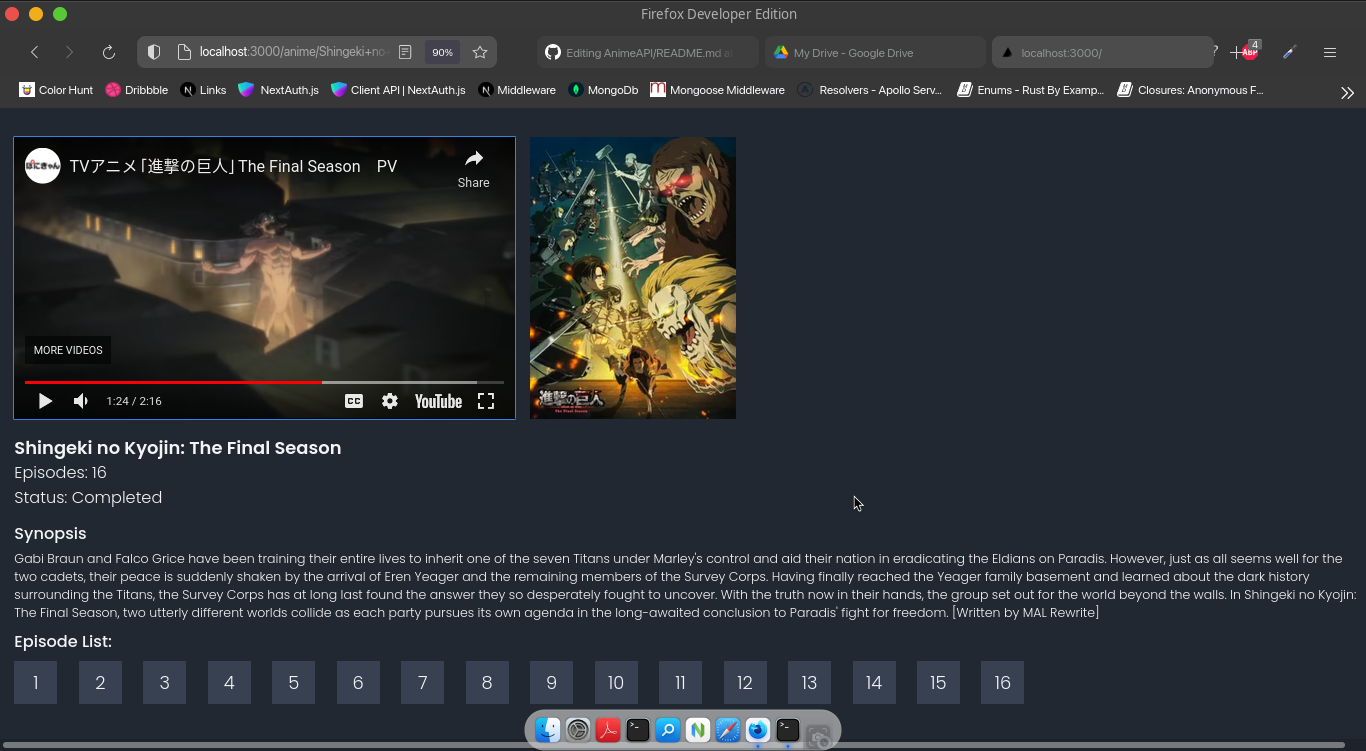 Firefox Developer Edition
localhost:3000/anime/Shingeki+no
90%
Editing AnimeAPI/README.md at
My Drive - Google Drive
localhost:3000/
?
ABP
4
Color Hunt
Dribbble
N
Links
NextAuth.js
Client API | NextAuth.js
N
Middleware
MongoDb
Mongoose Middleware
Resolvers - Apollo Serv…
Enums - Rust By Examp…
Closures: Anonymous F…
ぽにきゃん
TVアニメ「進撃の巨人」The Final Season PV
Share
MORE VIDEOS
1:24 / 2:16
CC
YouTube
進撃の巨人
The Final Season
Shingeki no Kyojin: The Final Season
Episodes: 16
Status: Completed
Synopsis
Gabi Braun and Falco Grice have been training their entire lives to inherit one of the seven Titans under Marley's control and aid their nation in eradicating the Eldians on Paradis. However, just as all seems well for the
two cadets, their peace is suddenly shaken by the arrival of Eren Yeager and the remaining members of the Survey Corps. Having finally reached the Yeager family basement and learned about the dark history
surrounding the Titans, the Survey Corps has at long last found the answer they so desperately fought to uncover. With the truth now in their hands, the group set out for the world beyond the walls. In Shingeki no Kyojin:
The Final Season, two utterly different worlds collide as each party pursues its own agenda in the long-awaited conclusion to Paradis' fight for freedom. [Written by MAL Rewrite]
Episode List:
1 2 3 4 5 6 7 8 9 10 11 12 13 14 15 16